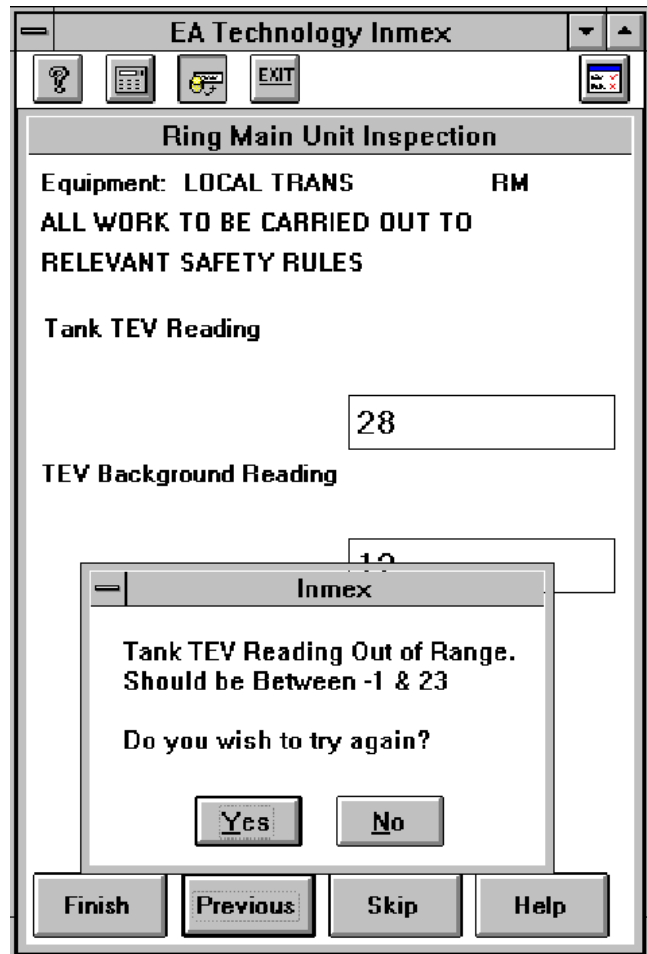 EA Technology Inmex
EXIT
Ring Main Unit Inspection
Equipment: LOCAL TRANS RM
ALL WORK TO BE CARRIED OUT TO
RELEVANT SAFETY RULES
Tank TEV Reading
28
TEV Background Reading
Inmex
Tank TEV Reading Out of Range.
Should be Between -1 & 23
Do you wish to try again?
Yes No
Finish Previous Skip Help